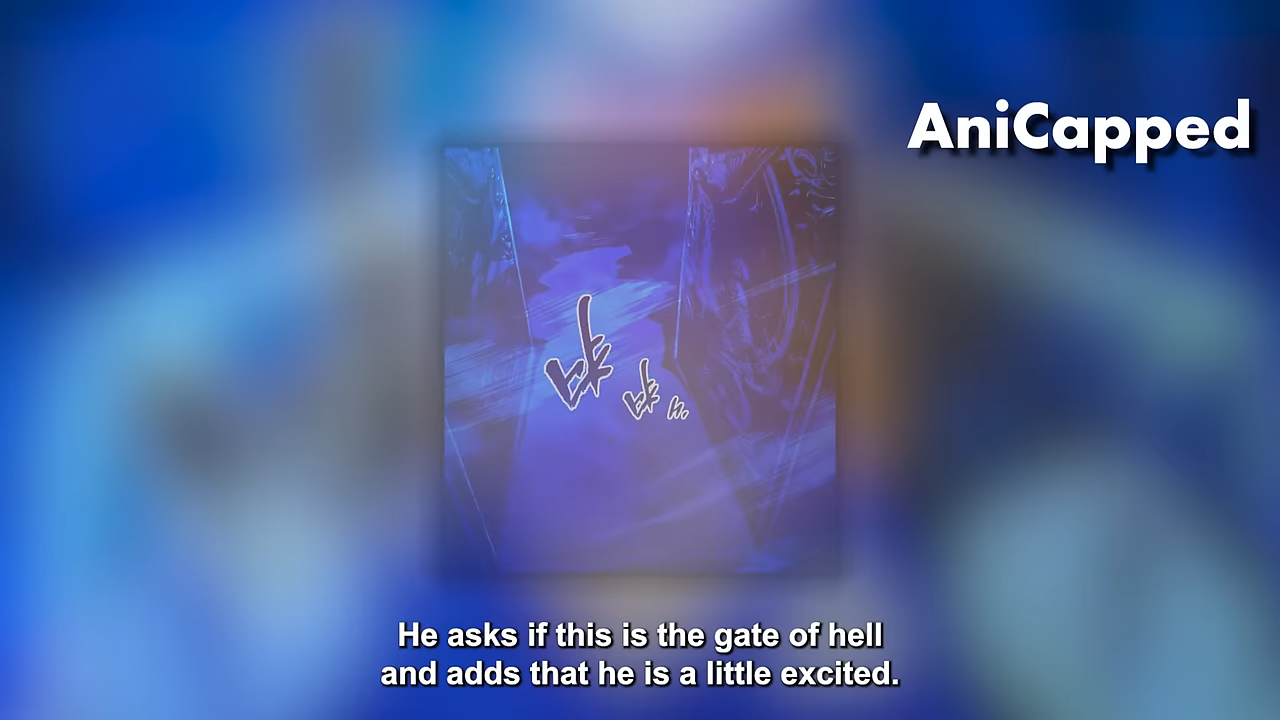 AniCapped
He asks if this is the gate of hell
and adds that he is a little excited.